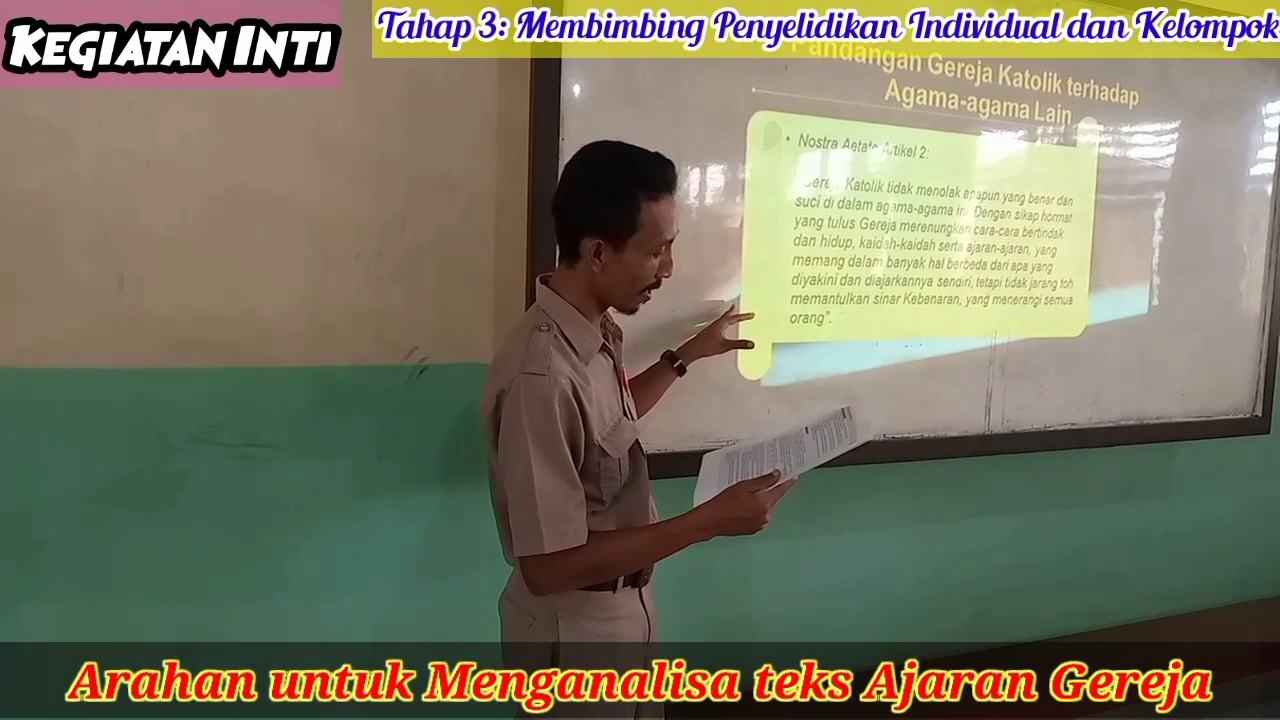 KEGIATAN INTI
Tahap 3: Membimbing Penyelidikan Individual dan Kelompok
Pandangan Gereja Katolik terhadap
Agama-agama Lain
• Nostra Aetate Artikel 2:
Katolik tidak menolak apapun yang benar dan
suci di dalam agama-agama ini. Dengan sikap hormat
yang tulus Gereja merenungkan cara-cara bertindak
dan hidup, kaidah-kaidah serta ajaran-ajaran, yang
memang dalam banyak hal berbeda dari apa yang
diyakini dan diajarkannya sendiri, tetapi tidak jarang toh
memantulkan sinar Kebenaran, yang menerangi semua
orang".
Arahan untuk Menganalisa teks Ajaran Gereja